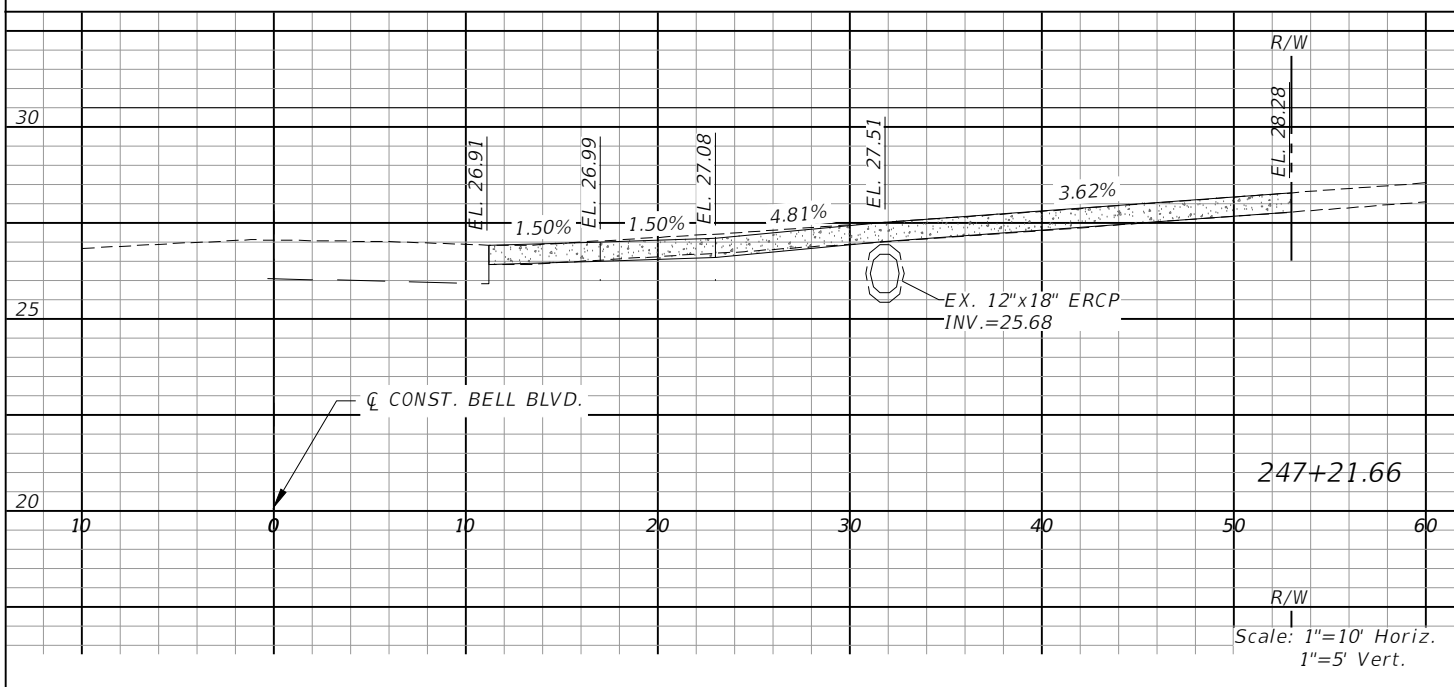 R/W
30
EL. 26.91
EL. 26.99
EL. 27.08
EL. 27.51
EL. 28.28
1.50%
1.50%
4.81%
3.62%
25
EX. 12"x18" ERCP
INV.=25.68
℄ CONST. BELL BLVD.
247+21.66
20
10
0
10
20
30
40
50
60
R/W
Scale: 1"=10' Horiz.
1"=5' Vert.